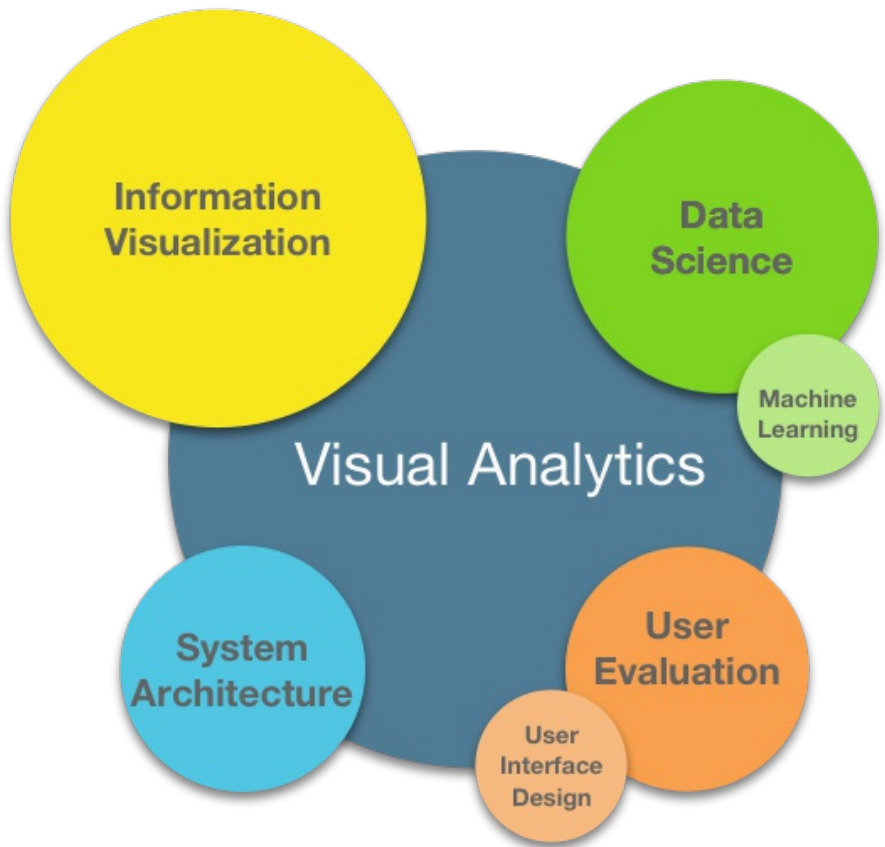 Information
Visualization
Data
Science
Machine
Learning
Visual Analytics
System
Architecture
User
Evaluation
User
Interface
Design